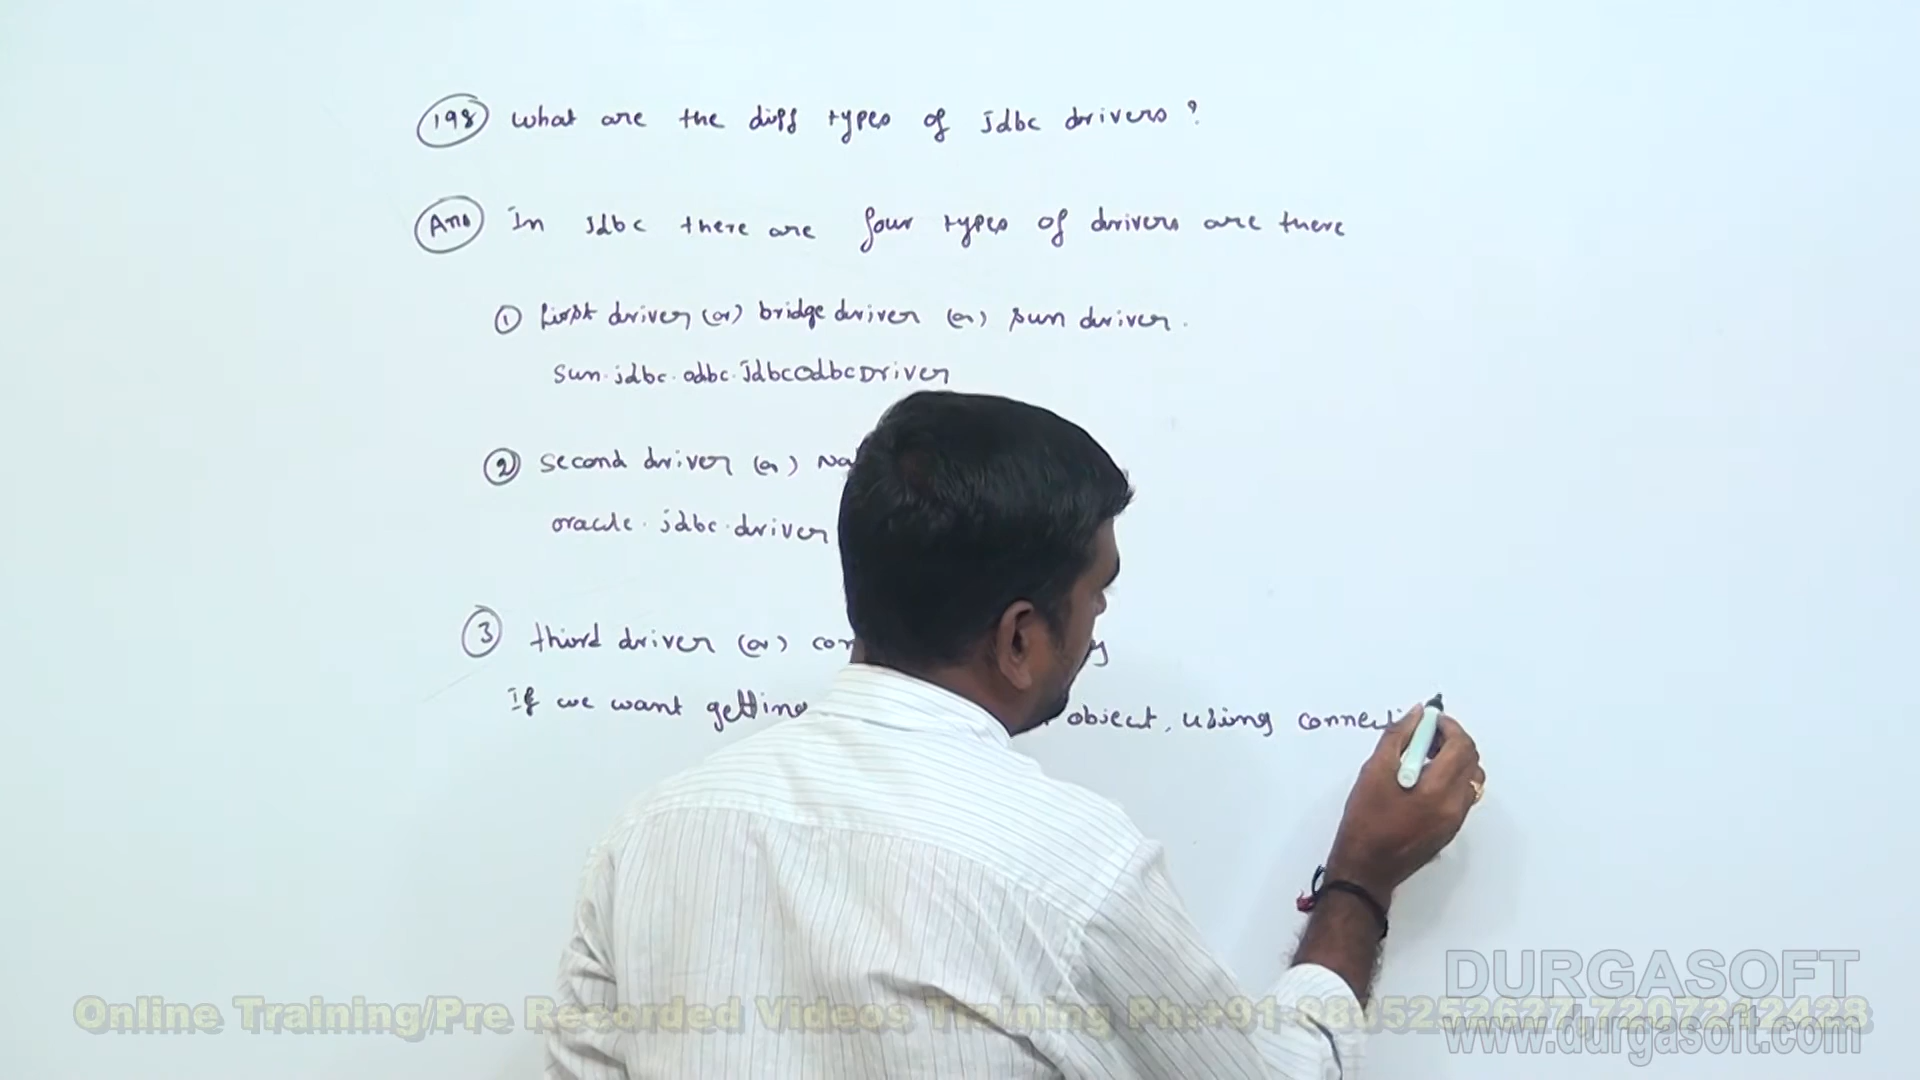 198 What are the diff types of Jdbc drivers?
Ans In Jdbc there are four types of drivers are there
1 first driver (or) bridge driver (or) sun driver.
sun.jdbc.odbc.JdbcOdbcDriver
2 second driver (or) Na
oracle.jdbc.driver
3 third driver (or) con
If we want getting object, using connecti
DURGASOFT
Online Training/Pre Recorded Videos Training Ph:+91-8885252627,7207212428
www.durgasoft.com